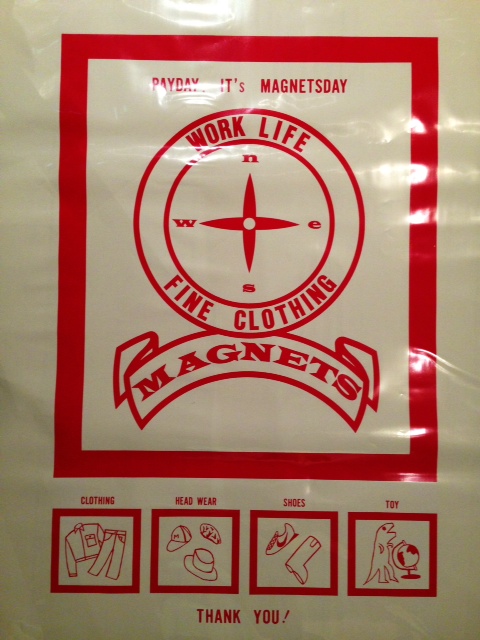 PAYDAY. IT's MAGNETSDAY
WORK LIFE
n
w e
s
FINE CLOTHING
MAGNETS
CLOTHING HEAD WEAR SHOES TOY
M
THANK YOU!